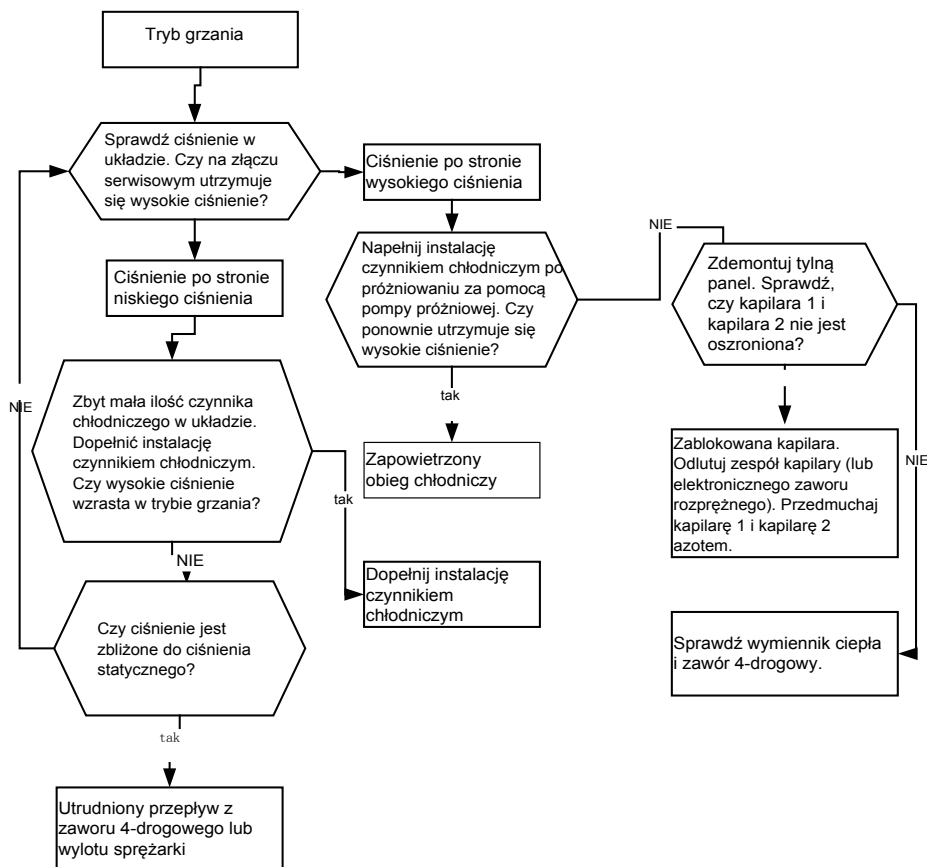 Tryb grzania
Sprawdź ciśnienie w
układzie. Czy na złączu
serwisowym utrzymuje
się wysokie ciśnienie?
Ciśnienie po stronie
wysokiego ciśnienia
Ciśnienie po stronie
niskiego ciśnienia
Napełnij instalację
czynnikiem chłodniczym po
próżniowaniu za pomocą
pompy próżniowej. Czy
ponownie utrzymuje się
wysokie ciśnienie?
NIE
Zdemontuj tylną
panel. Sprawdź,
czy kapilara 1 i
kapilara 2 nie jest
oszroniona?
NIE
Zbyt mała ilość czynnika
chłodniczego w układzie.
Dopełnić instalację
czynnikiem chłodniczym.
Czy wysokie ciśnienie
wzrasta w trybie grzania?
tak
tak
Zapowietrzony
obieg chłodniczy
Zablokowana kapilara.
Odlutuj zespół kapilary (lub
elektronicznego zaworu
rozprężnego). Przedmuchaj
kapilarę 1 i kapilarę 2
azotem.
NIE
NIE
Dopełnij instalację
czynnikiem
chłodniczym
Czy ciśnienie jest
zbliżone do ciśnienia
statycznego?
Sprawdź wymiennik ciepła
i zawór 4-drogowy.
tak
Utrudniony przepływ z
zaworu 4-drogowego lub
wylotu sprężarki